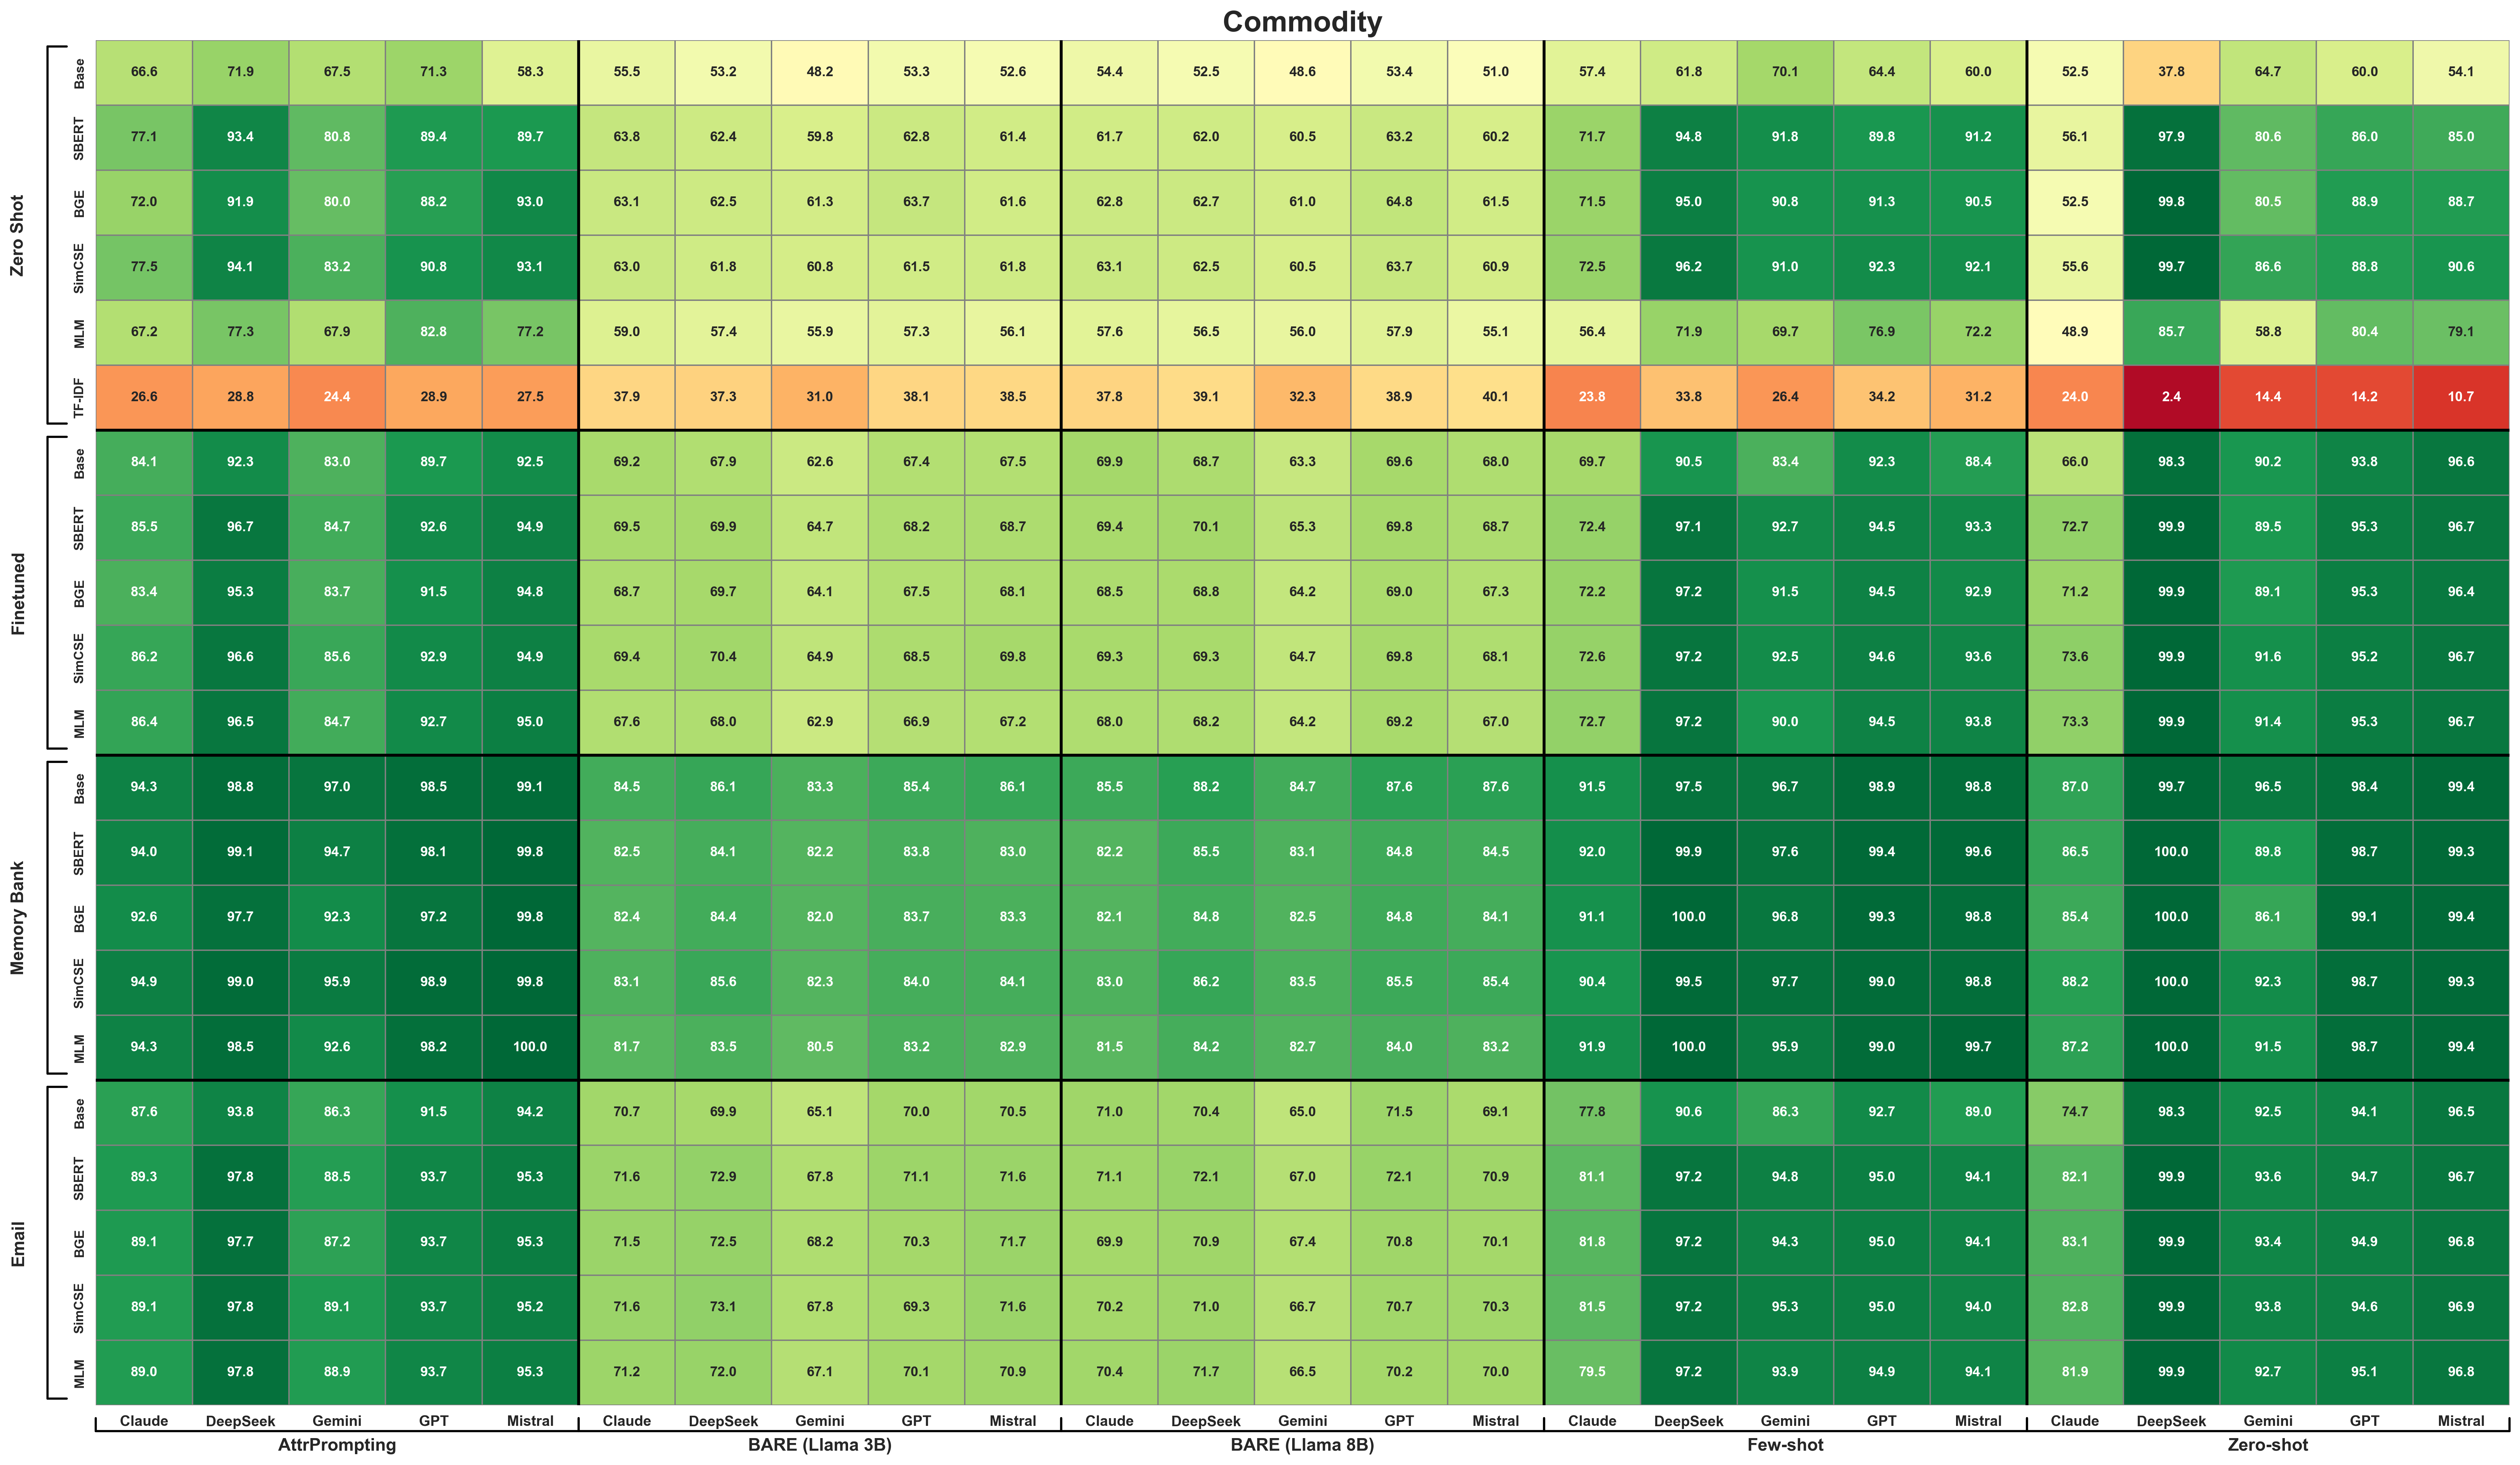 Commodity
Zero Shot
Base 66.6 71.9 67.5 71.3 58.3 55.5 53.2 48.2 53.3 52.6 54.4 52.5 48.6 53.4 51.0 57.4 61.8 70.1 64.4 60.0 52.5 37.8 64.7 60.0 54.1
SBERT 77.1 93.4 80.8 89.4 89.7 63.8 62.4 59.8 62.8 61.4 61.7 62.0 60.5 63.2 60.2 71.7 94.8 91.8 89.8 91.2 56.1 97.9 80.6 86.0 85.0
BGE 72.0 91.9 80.0 88.2 93.0 63.1 62.5 61.3 63.7 61.6 62.8 62.7 61.0 64.8 61.5 71.5 95.0 90.8 91.3 90.5 52.5 99.8 80.5 88.9 88.7
SimCSE 77.5 94.1 83.2 90.8 93.1 63.0 61.8 60.8 61.5 61.8 63.1 62.5 60.5 63.7 60.9 72.5 96.2 91.0 92.3 92.1 55.6 99.7 86.6 88.8 90.6
MLM 67.2 77.3 67.9 82.8 77.2 59.0 57.4 55.9 57.3 56.1 57.6 56.5 56.0 57.9 55.1 56.4 71.9 69.7 76.9 72.2 48.9 85.7 58.8 80.4 79.1
TF-IDF 26.6 28.8 24.4 28.9 27.5 37.9 37.3 31.0 38.1 38.5 37.8 39.1 32.3 38.9 40.1 23.8 33.8 26.4 34.2 31.2 24.0 2.4 14.4 14.2 10.7
Finetuned
Base 84.1 92.3 83.0 89.7 92.5 69.2 67.9 62.6 67.4 67.5 69.9 68.7 63.3 69.6 68.0 69.7 90.5 83.4 92.3 88.4 66.0 98.3 90.2 93.8 96.6
SBERT 85.5 96.7 84.7 92.6 94.9 69.5 69.9 64.7 68.2 68.7 69.4 70.1 65.3 69.8 68.7 72.4 97.1 92.7 94.5 93.3 72.7 99.9 89.5 95.3 96.7
BGE 83.4 95.3 83.7 91.5 94.8 68.7 69.7 64.1 67.5 68.1 68.5 68.8 64.2 69.0 67.3 72.2 97.2 91.5 94.5 92.9 71.2 99.9 89.1 95.3 96.4
SimCSE 86.2 96.6 85.6 92.9 94.9 69.4 70.4 64.9 68.5 69.8 69.3 69.3 64.7 69.8 68.1 72.6 97.2 92.5 94.6 93.6 73.6 99.9 91.6 95.2 96.7
MLM 86.4 96.5 84.7 92.7 95.0 67.6 68.0 62.9 66.9 67.2 68.0 68.2 64.2 69.2 67.0 72.7 97.2 90.0 94.5 93.8 73.3 99.9 91.4 95.3 96.7
Memory Bank
Base 94.3 98.8 97.0 98.5 99.1 84.5 86.1 83.3 85.4 86.1 85.5 88.2 84.7 87.6 87.6 91.5 97.5 96.7 98.9 98.8 87.0 99.7 96.5 98.4 99.4
SBERT 94.0 99.1 94.7 98.1 99.8 82.5 84.1 82.2 83.8 83.0 82.2 85.5 83.1 84.8 84.5 92.0 99.9 97.6 99.4 99.6 86.5 100.0 89.8 98.7 99.3
BGE 92.6 97.7 92.3 97.2 99.8 82.4 84.4 82.0 83.7 83.3 82.1 84.8 82.5 84.8 84.1 91.1 100.0 96.8 99.3 98.8 85.4 100.0 86.1 99.1 99.4
SimCSE 94.9 99.0 95.9 98.9 99.8 83.1 85.6 82.3 84.0 84.1 83.0 86.2 83.5 85.5 85.4 90.4 99.5 97.7 99.0 98.8 88.2 100.0 92.3 98.7 99.3
MLM 94.3 98.5 92.6 98.2 100.0 81.7 83.5 80.5 83.2 82.9 81.5 84.2 82.7 84.0 83.2 91.9 100.0 95.9 99.0 99.7 87.2 100.0 91.5 98.7 99.4
Email
Base 87.6 93.8 86.3 91.5 94.2 70.7 69.9 65.1 70.0 70.5 71.0 70.4 65.0 71.5 69.1 77.8 90.6 86.3 92.7 89.0 74.7 98.3 92.5 94.1 96.5
SBERT 89.3 97.8 88.5 93.7 95.3 71.6 72.9 67.8 71.1 71.6 71.1 72.1 67.0 72.1 70.9 81.1 97.2 94.8 95.0 94.1 82.1 99.9 93.6 94.7 96.7
BGE 89.1 97.7 87.2 93.7 95.3 71.5 72.5 68.2 70.3 71.7 69.9 70.9 67.4 70.8 70.1 81.8 97.2 94.3 95.0 94.1 83.1 99.9 93.4 94.9 96.8
SimCSE 89.1 97.8 89.1 93.7 95.2 71.6 73.1 67.8 69.3 71.6 70.2 71.0 66.7 70.7 70.3 81.5 97.2 95.3 95.0 94.0 82.8 99.9 93.8 94.6 96.9
MLM 89.0 97.8 88.9 93.7 95.3 71.2 72.0 67.1 70.1 70.9 70.4 71.7 66.5 70.2 70.0 79.5 97.2 93.9 94.9 94.1 81.9 99.9 92.7 95.1 96.8
Claude DeepSeek Gemini GPT Mistral Claude DeepSeek Gemini GPT Mistral Claude DeepSeek Gemini GPT Mistral Claude DeepSeek Gemini GPT Mistral Claude DeepSeek Gemini GPT Mistral
AttrPrompting BARE (Llama 3B) BARE (Llama 8B) Few-shot Zero-shot